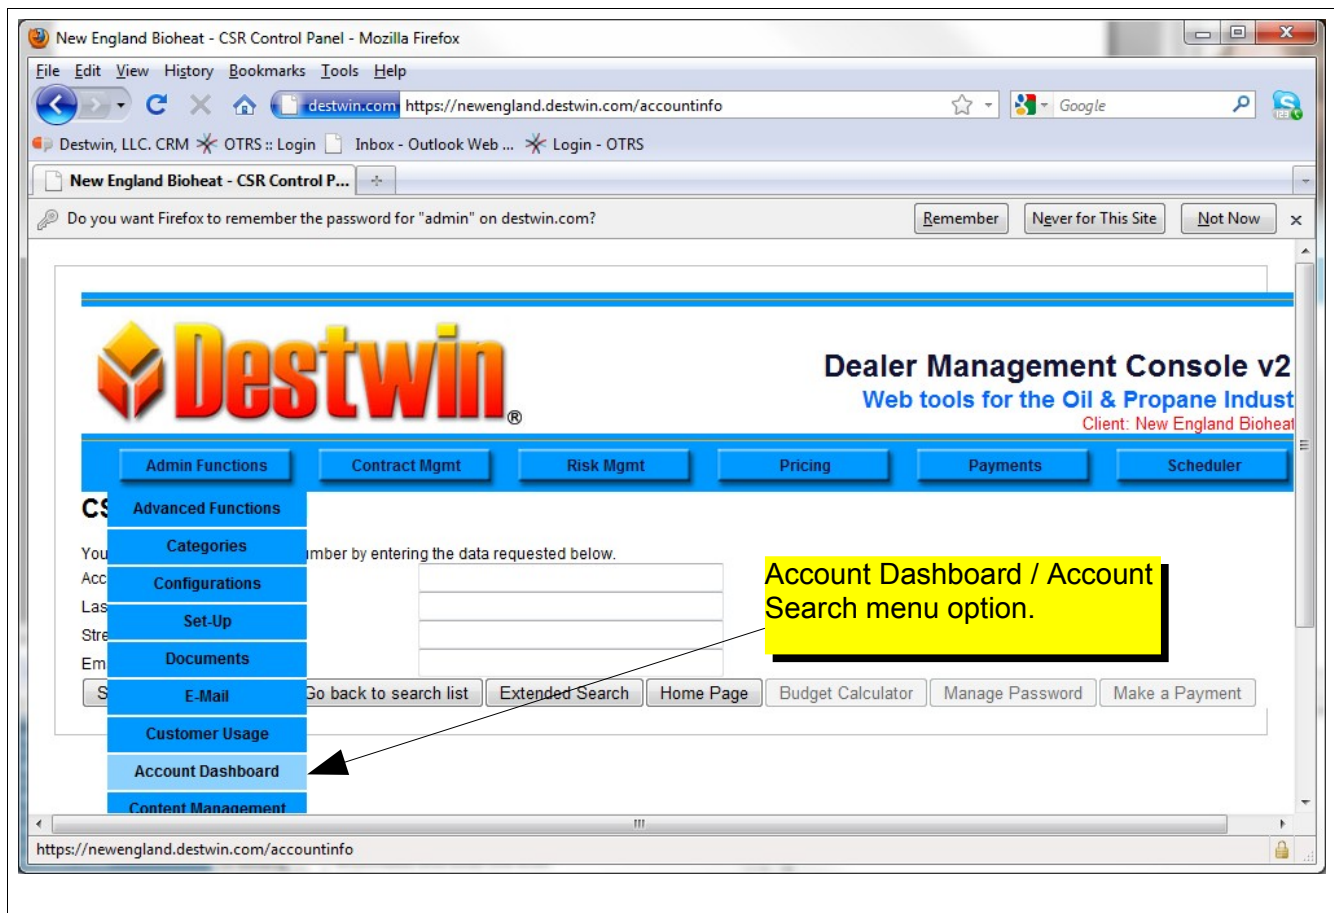 New England Bioheat - CSR Control Panel - Mozilla Firefox
File Edit View History Bookmarks Tools Help
destwin.com https://newengland.destwin.com/accountinfo Google
Destwin, LLC. CRM OTRS :: Login Inbox - Outlook Web ... Login - OTRS
New England Bioheat - CSR Control P...
Do you want Firefox to remember the password for "admin" on destwin.com? Remember Never for This Site Not Now
Destwin®
Dealer Management Console v2
Web tools for the Oil & Propane Indust
Client: New England Bioheat
Admin Functions Contract Mgmt Risk Mgmt Pricing Payments Scheduler
CS Advanced Functions
You Categories mber by entering the data requested below.
Acc Configurations
Las Set-Up
Stre Documents
Em E-Mail
S Go back to search list Extended Search Home Page Budget Calculator Manage Password Make a Payment
Customer Usage
Account Dashboard
Content Management
Account Dashboard / Account
Search menu option.
https://newengland.destwin.com/accountinfo